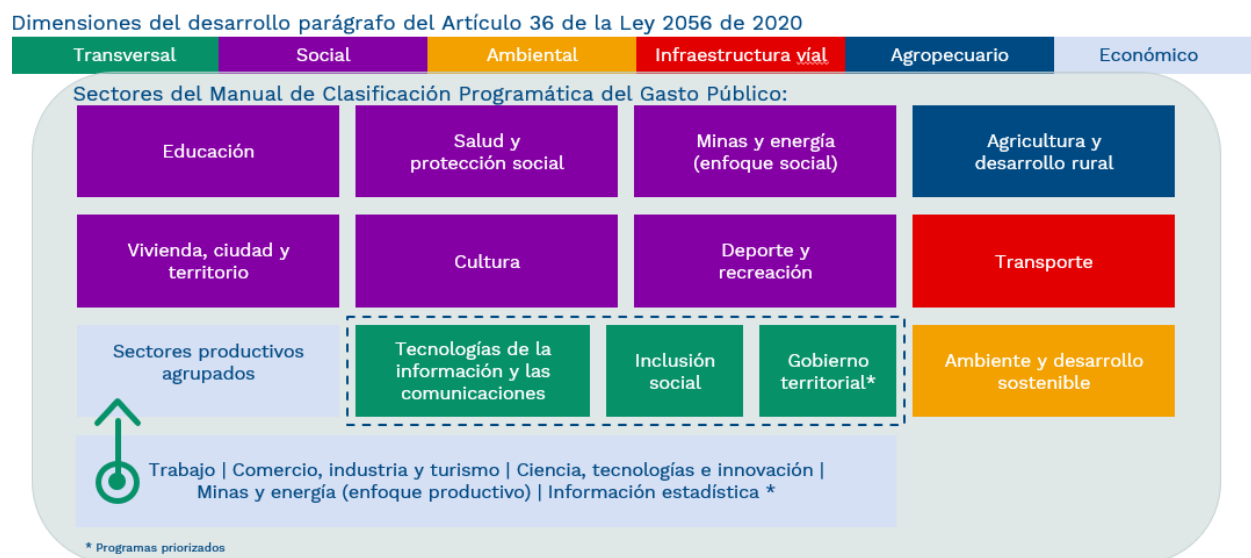 Dimensiones del desarrollo parágrafo del Artículo 36 de la Ley 2056 de 2020
Transversal
Social
Ambiental
Infraestructura víal
Agropecuario
Económico
Sectores del Manual de Clasificación Programática del Gasto Público:
Educación
Salud y
protección social
Minas y energía
(enfoque social)
Agricultura y
desarrollo rural
Vivienda, ciudad y
territorio
Cultura
Deporte y
recreación
Transporte
Sectores productivos
agrupados
Tecnologías de la
información y las
comunicaciones
Inclusión
social
Gobierno
territorial*
Ambiente y desarrollo
sostenible
Trabajo | Comercio, industria y turismo | Ciencia, tecnologías e innovación |
Minas y energía (enfoque productivo) | Información estadística *
* Programas priorizados